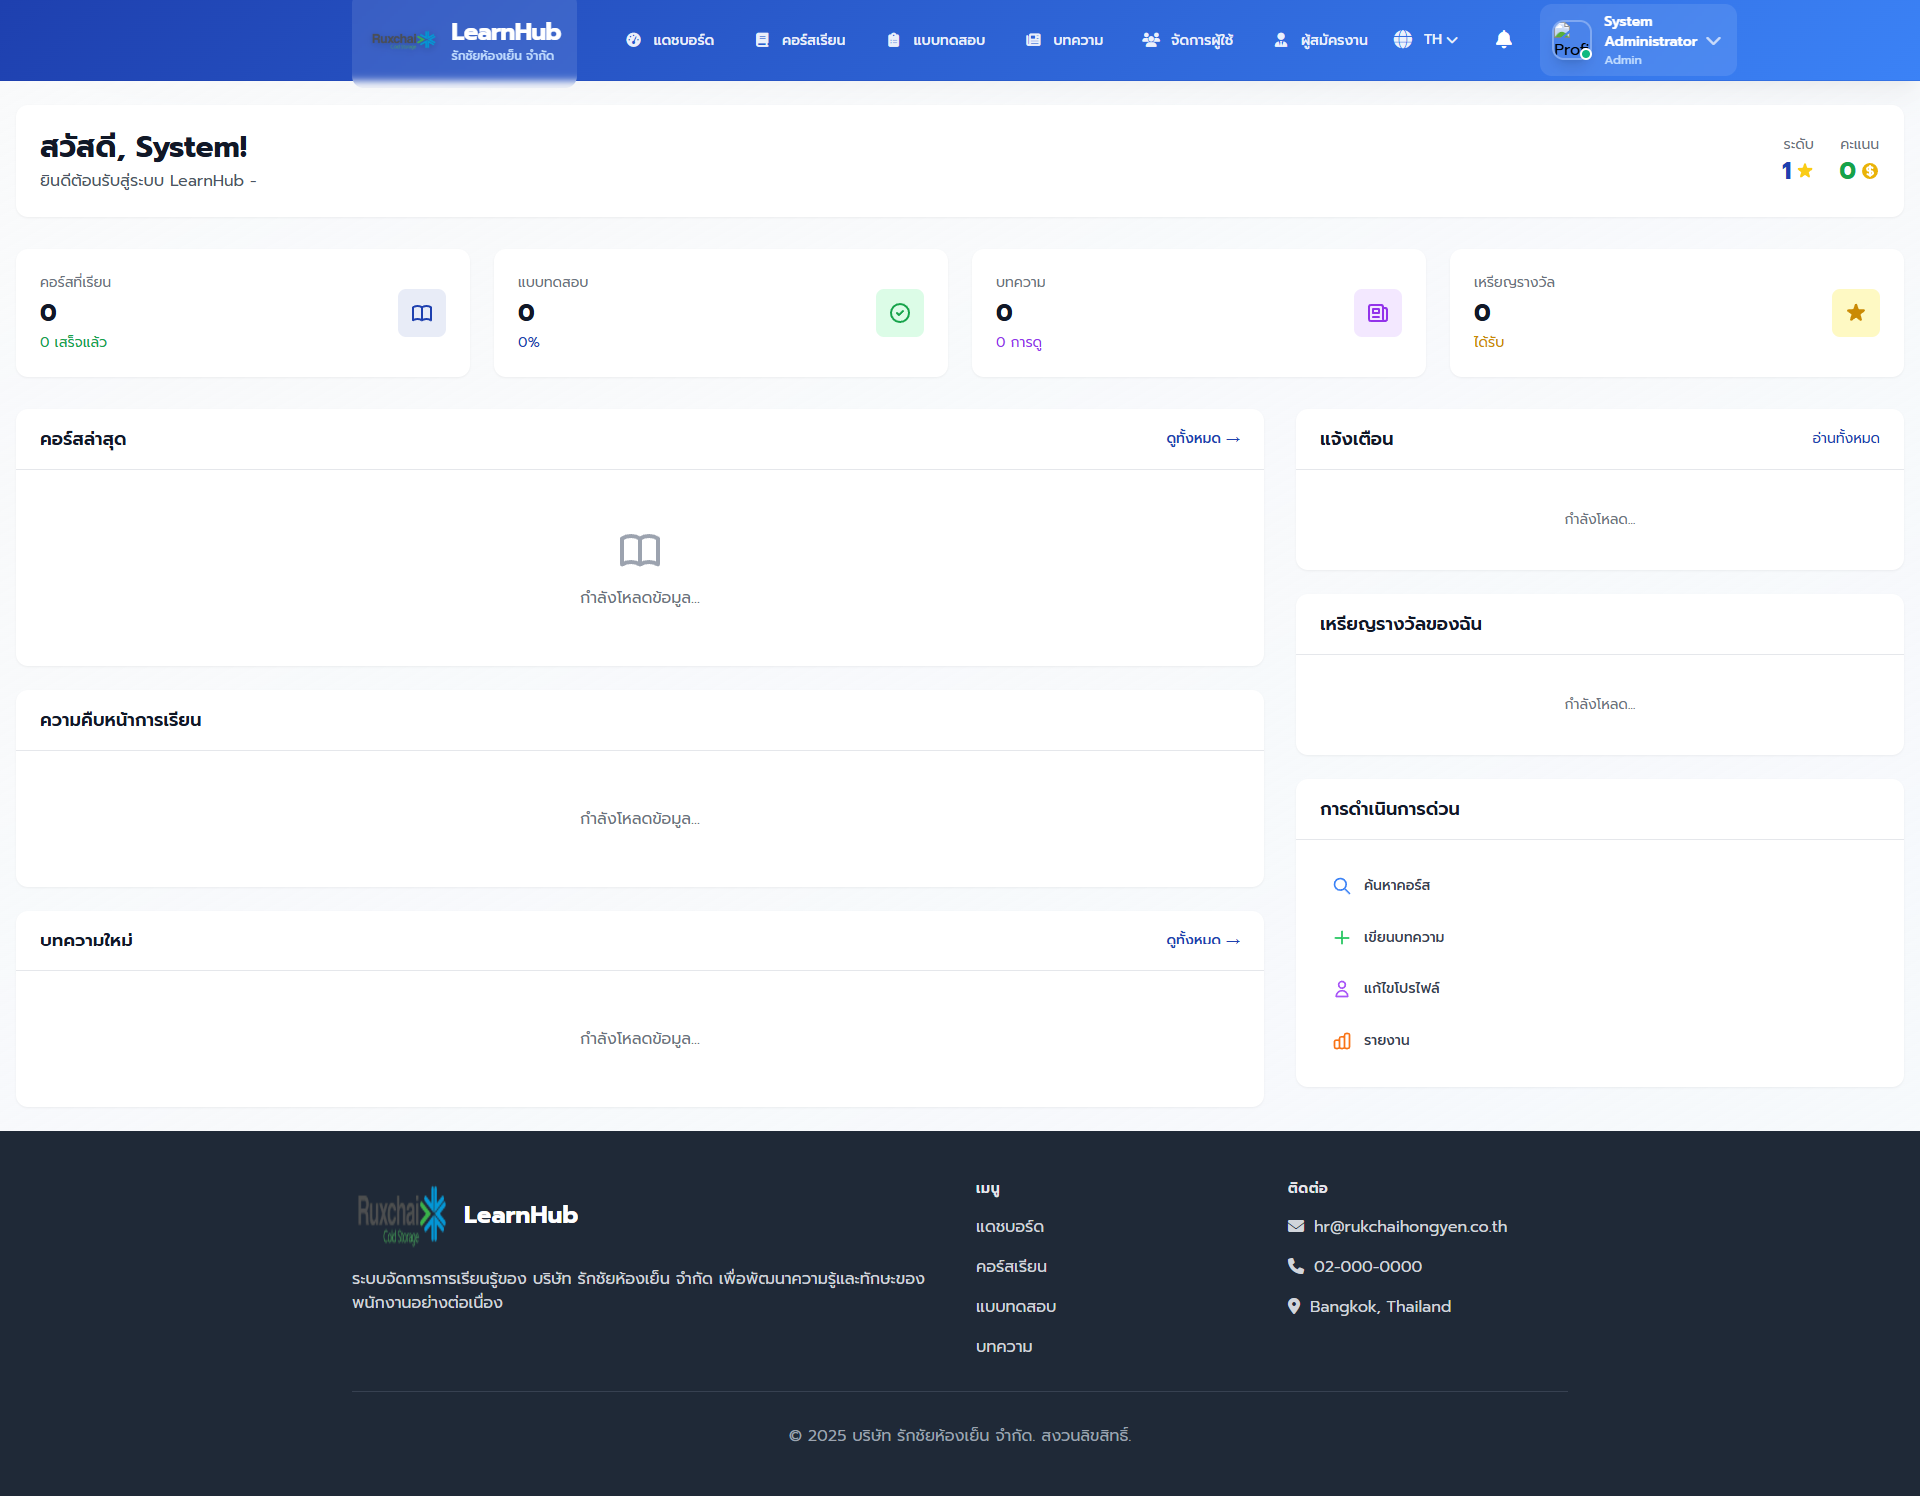 Ruxchai
LearnHub
รักชัยห้องเย็น จำกัด
แดชบอร์ด
คอร์สเรียน
แบบทดสอบ
บทความ
จัดการผู้ใช้
ผู้สมัครงาน
TH
Prof
System
Administrator
Admin
สวัสดี, System!
ยินดีต้อนรับสู่ระบบ LearnHub -
ระดับ
1
คะแนน
0
คอร์สที่เรียน
0
0 เสร็จแล้ว
แบบทดสอบ
0
0%
บทความ
0
0 การดู
เหรียญรางวัล
0
ได้รับ
คอร์สล่าสุด
ดูทั้งหมด →
กำลังโหลดข้อมูล...
ความคืบหน้าการเรียน
กำลังโหลดข้อมูล...
บทความใหม่
ดูทั้งหมด →
กำลังโหลดข้อมูล...
แจ้งเตือน
อ่านทั้งหมด
กำลังโหลด...
เหรียญรางวัลของฉัน
กำลังโหลด...
การดำเนินการด่วน
ค้นหาคอร์ส
เขียนบทความ
แก้ไขโปรไฟล์
รายงาน
Ruxchai
Cold Storage
LearnHub
ระบบจัดการการเรียนรู้ของ บริษัท รักชัยห้องเย็น จำกัด เพื่อพัฒนาความรู้และทักษะของ
พนักงานอย่างต่อเนื่อง
เมนู
แดชบอร์ด
คอร์สเรียน
แบบทดสอบ
บทความ
ติดต่อ
hr@rukchaihongyen.co.th
02-000-0000
Bangkok, Thailand
© 2025 บริษัท รักชัยห้องเย็น จำกัด. สงวนลิขสิทธิ์.